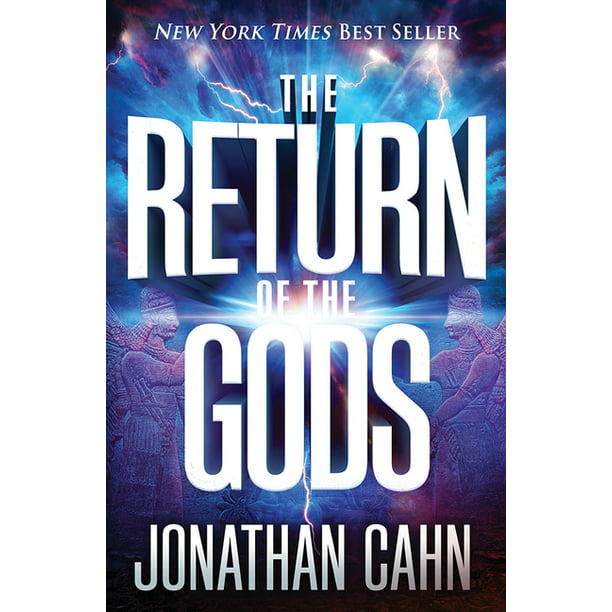 NEW YORK TIMES BEST SELLER
THE
RETURN
OF THE
GODS
JONATHAN CAHN